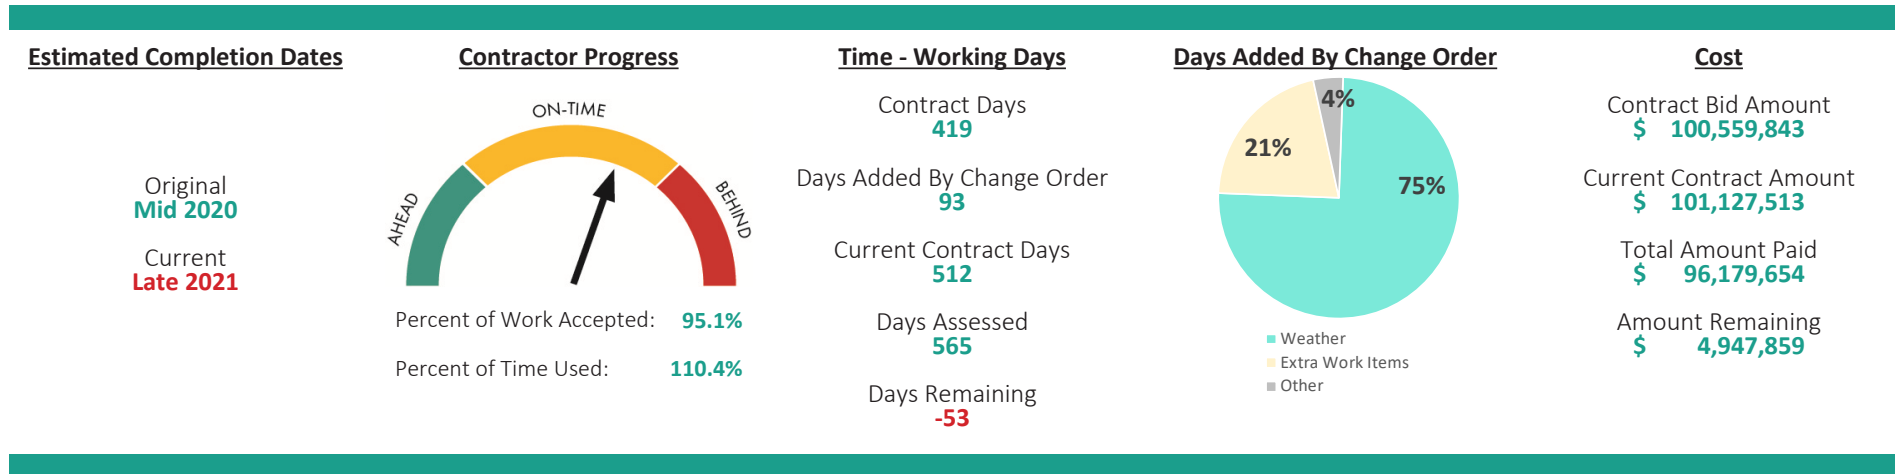 Estimated Completion Dates
Original
Mid 2020
Current
Late 2021
Contractor Progress
ON-TIME
AHEAD
BEHIND
Percent of Work Accepted: 95.1%
Percent of Time Used: 110.4%
Time - Working Days
Contract Days
419
Days Added By Change Order
93
Current Contract Days
512
Days Assessed
565
Days Remaining
-53
Days Added By Change Order
4%
21%
75%
Weather
Extra Work Items
Other
Cost
Contract Bid Amount
$ 100,559,843
Current Contract Amount
$ 101,127,513
Total Amount Paid
$ 96,179,654
Amount Remaining
$ 4,947,859